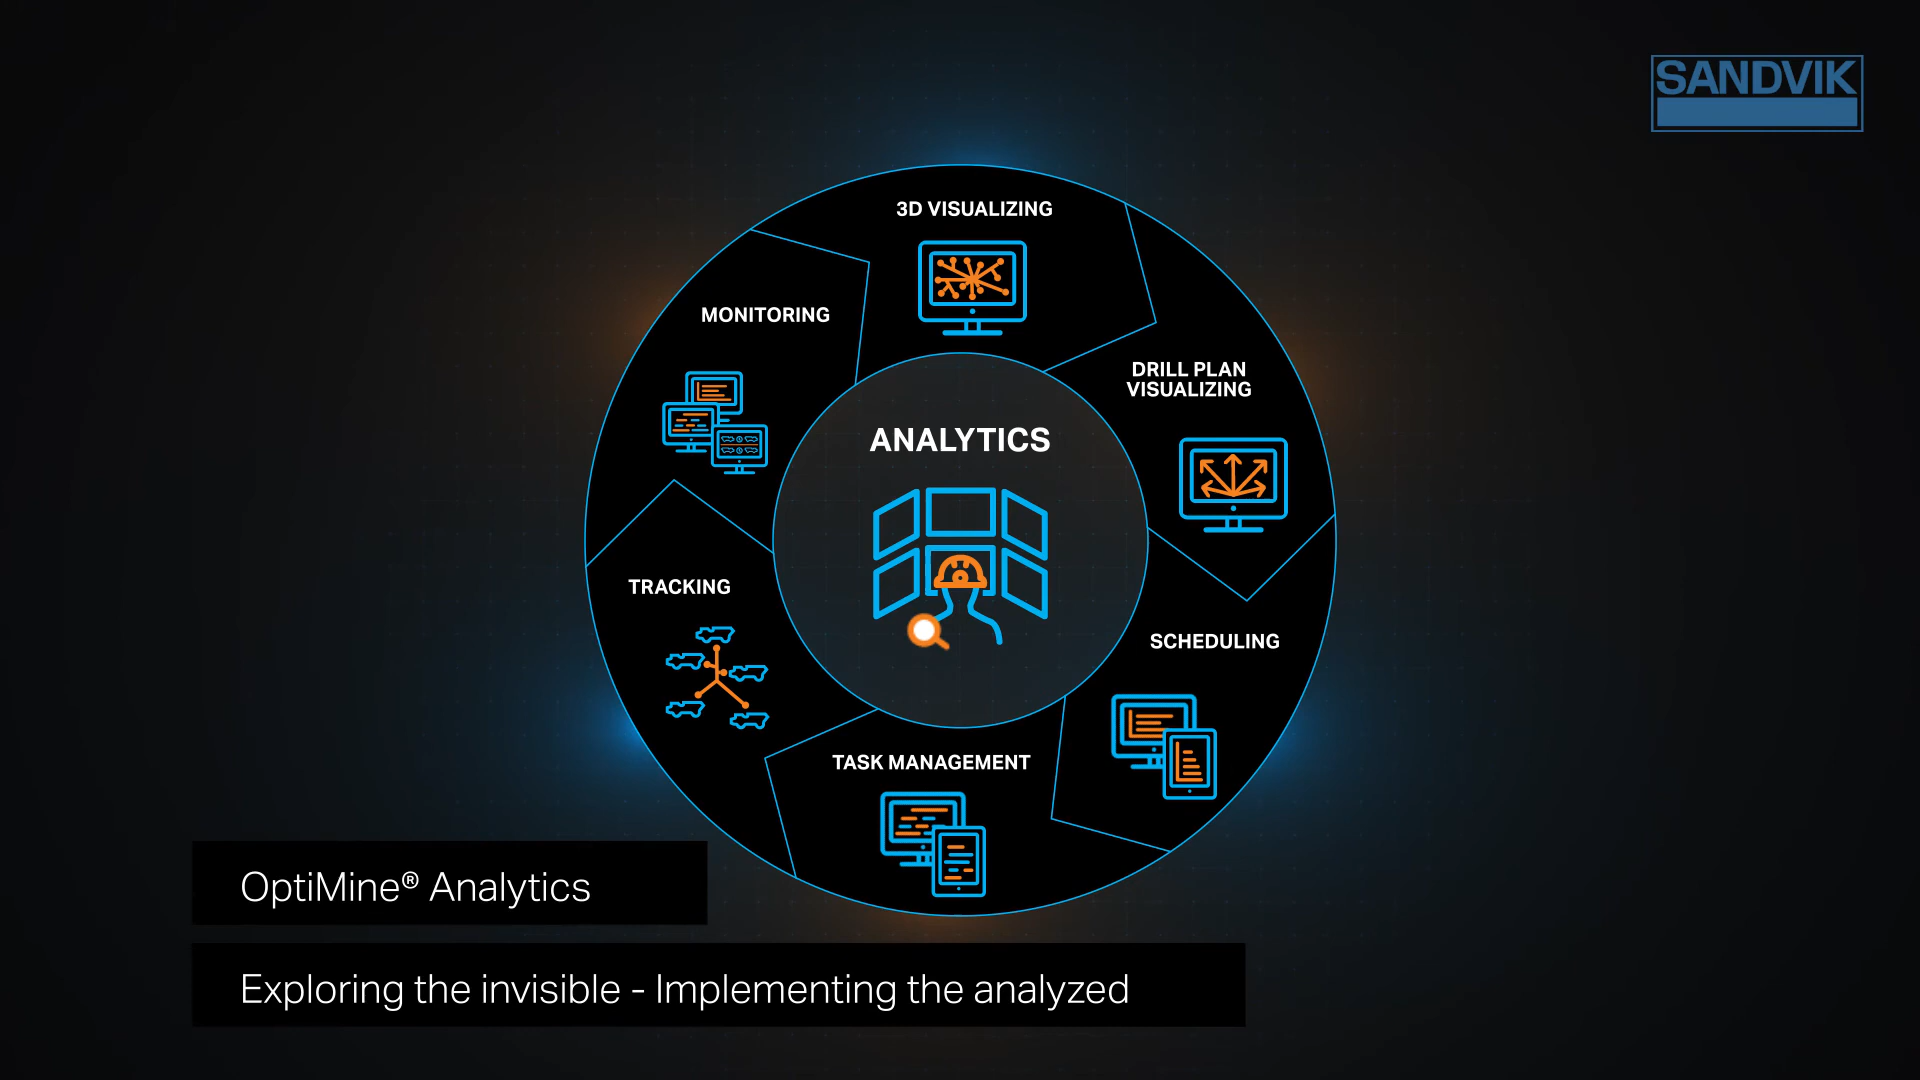 SANDVIK
3D VISUALIZING
MONITORING
DRILL PLAN
VISUALIZING
ANALYTICS
TRACKING
SCHEDULING
TASK MANAGEMENT
OptiMine® Analytics
Exploring the invisible - Implementing the analyzed